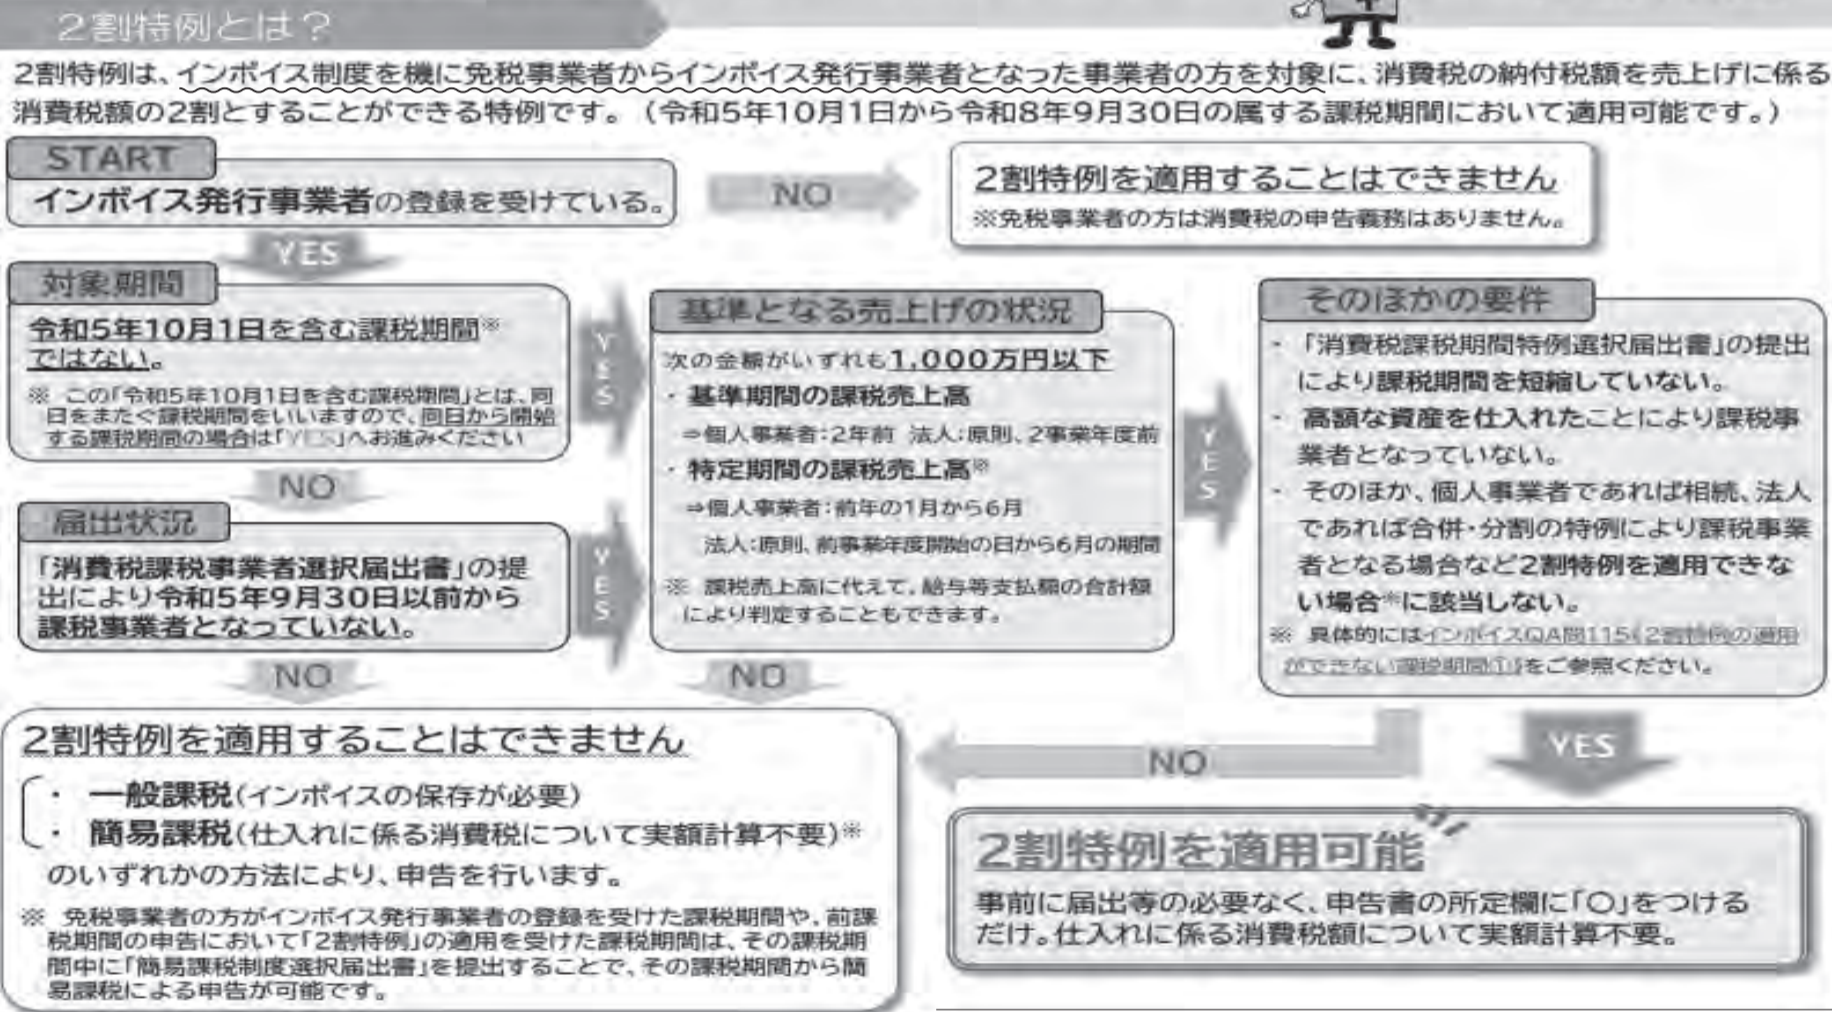 2割特例とは?
2割特例は、インボイス制度を機に免税事業者からインボイス発行事業者となった事業者の方を対象に、消費税の納付税額を売上げに係る
消費税額の2割とすることができる特例です。(令和5年10月1日から令和8年9月30日の属する課税期間において適用可能です。)
START
インボイス発行事業者の登録を受けている。
NO
2割特例を適用することはできません
※免税事業者の方は消費税の申告義務はありません。
YES
対象期間
令和5年10月1日を含む課税期間※
ではない。
※ この「令和5年10月1日を含む課税期間」とは、同
日をまたぐ課税期間をいいますので、同日から開始
する課税期間の場合は「YES」へお進みください
YES
NO
届出状況
「消費税課税事業者選択届出書」の提
出により令和5年9月30日以前から
課税事業者となっていない。
YES
NO
基準となる売上げの状況
次の金額がいずれも1,000万円以下
・ 基準期間の課税売上高
⇒個人事業者:2年前 法人:原則、2事業年度前
・ 特定期間の課税売上高※
⇒個人事業者:前年の1月から6月
法人:原則、前事業年度開始の日から6月の期間
※ 課税売上高に代えて、給与等支払額の合計額
により判定することもできます。
YES
NO
そのほかの要件
・ 「消費税課税期間特例選択届出書」の提出
により課税期間を短縮していない。
・ 高額な資産を仕入れたことにより課税事
業者となっていない。
・ そのほか、個人事業者であれば相続、法人
であれば合併・分割の特例により課税事業
者となる場合など2割特例を適用できな
い場合※に該当しない。
※ 具体的にはインボイスQA問115《2割特例の適用
ができない課税期間①》をご参照ください。
NO
YES
2割特例を適用することはできません
・ 一般課税(インボイスの保存が必要)
・ 簡易課税(仕入れに係る消費税について実額計算不要)※
のいずれかの方法により、申告を行います。
※ 免税事業者の方がインボイス発行事業者の登録を受けた課税期間や、前課
税期間の申告において「2割特例」の適用を受けた課税期間は、その課税期
間中に「簡易課税制度選択届出書」を提出することで、その課税期間から簡
易課税による申告が可能です。
2割特例を適用可能
事前に届出等の必要なく、申告書の所定欄に「○」をつける
だけ。仕入れに係る消費税額について実額計算不要。